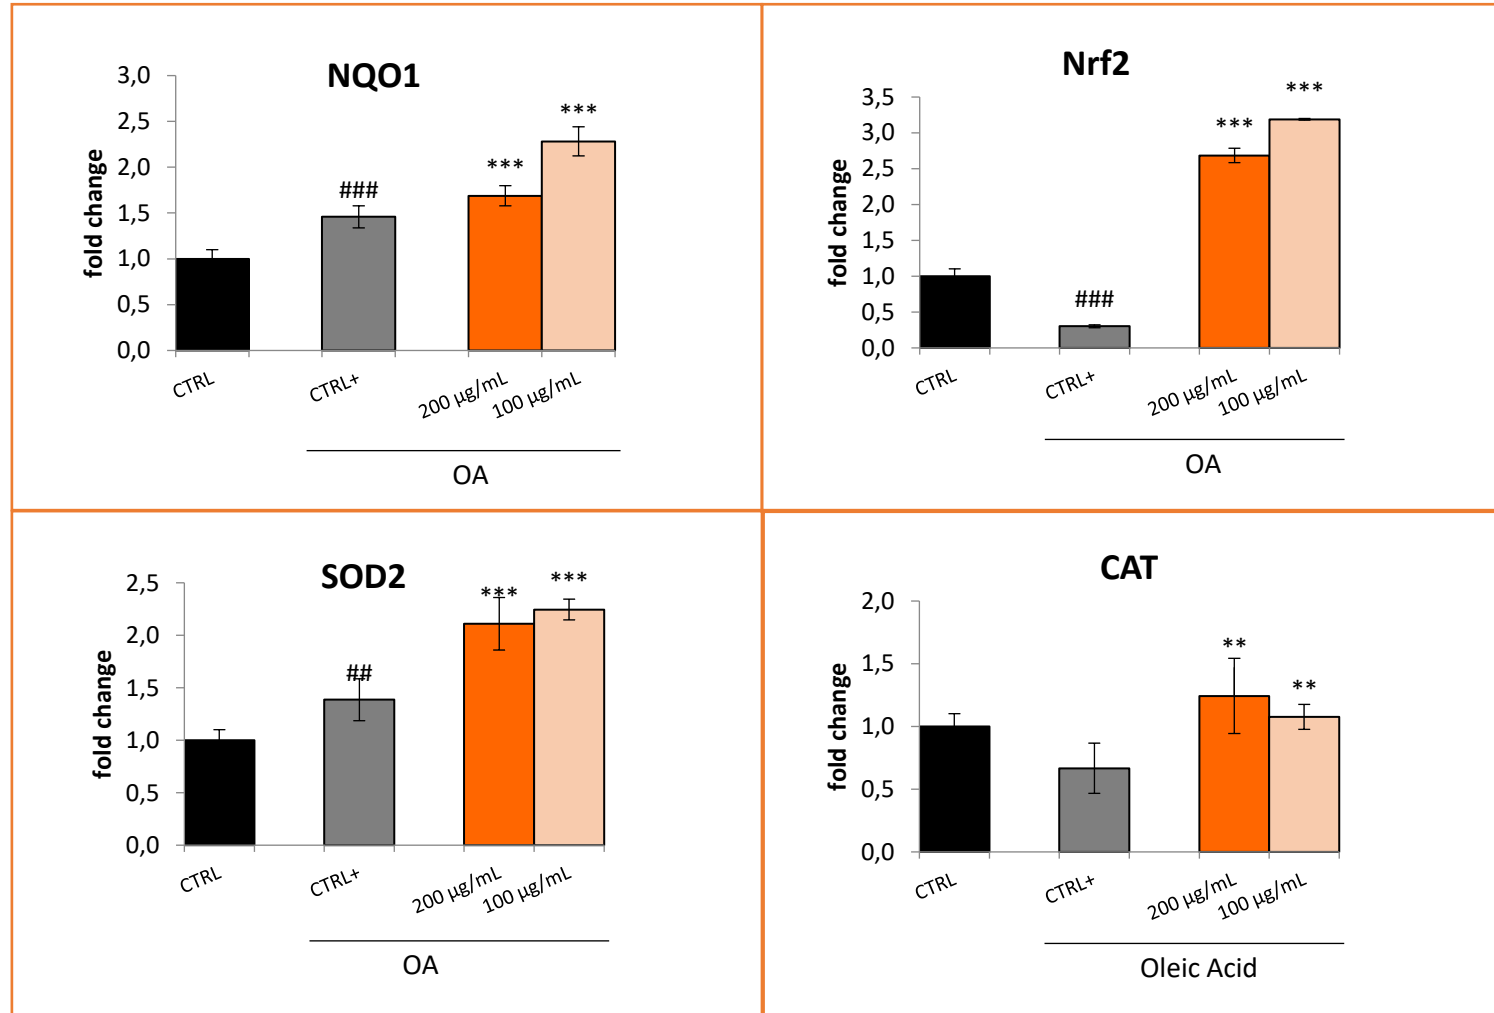 NQO1
3,0
2,5
2,0
1,5
1,0
0,5
0,0
fold change
###
***
***
CTRL
CTRL+
200 µg/mL
100 µg/mL
OA
Nrf2
3,5
3,0
2,5
2,0
1,5
1,0
0,5
0,0
fold change
###
***
***
CTRL
CTRL+
200 µg/mL
100 µg/mL
OA
SOD2
2,5
2,0
1,5
1,0
0,5
0,0
fold change
##
***
***
CTRL
CTRL+
200 µg/mL
100 µg/mL
OA
CAT
2,0
1,5
1,0
0,5
0,0
fold change
**
**
CTRL
CTRL+
200 µg/mL
100 µg/mL
Oleic Acid